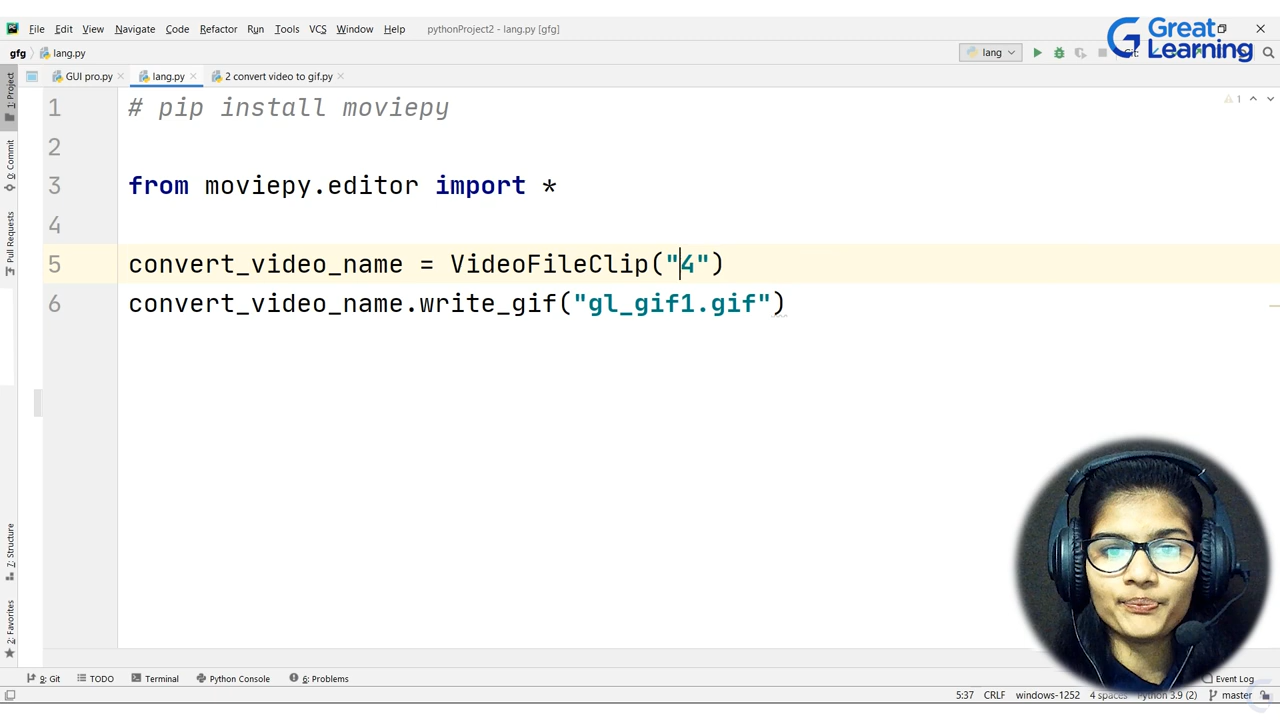 File Edit View Navigate Code Refactor Run Tools VCS Window Help pythonProject2 - lang.py [gfg]
Great Learning
gfg lang.py
lang
Git:
GUI pro.py lang.py 2 convert video to gif.py
1: Project
0: Commit
Pull Requests
7: Structure
2: Favorites
1
1 # pip install moviepy
2
3 from moviepy.editor import *
4
5 convert_video_name = VideoFileClip("4")
6 convert_video_name.write_gif("gl_gif1.gif")
9: Git TODO Terminal Python Console 6: Problems Event Log
5:37 CRLF windows-1252 4 spaces Python 3.9 (2) master